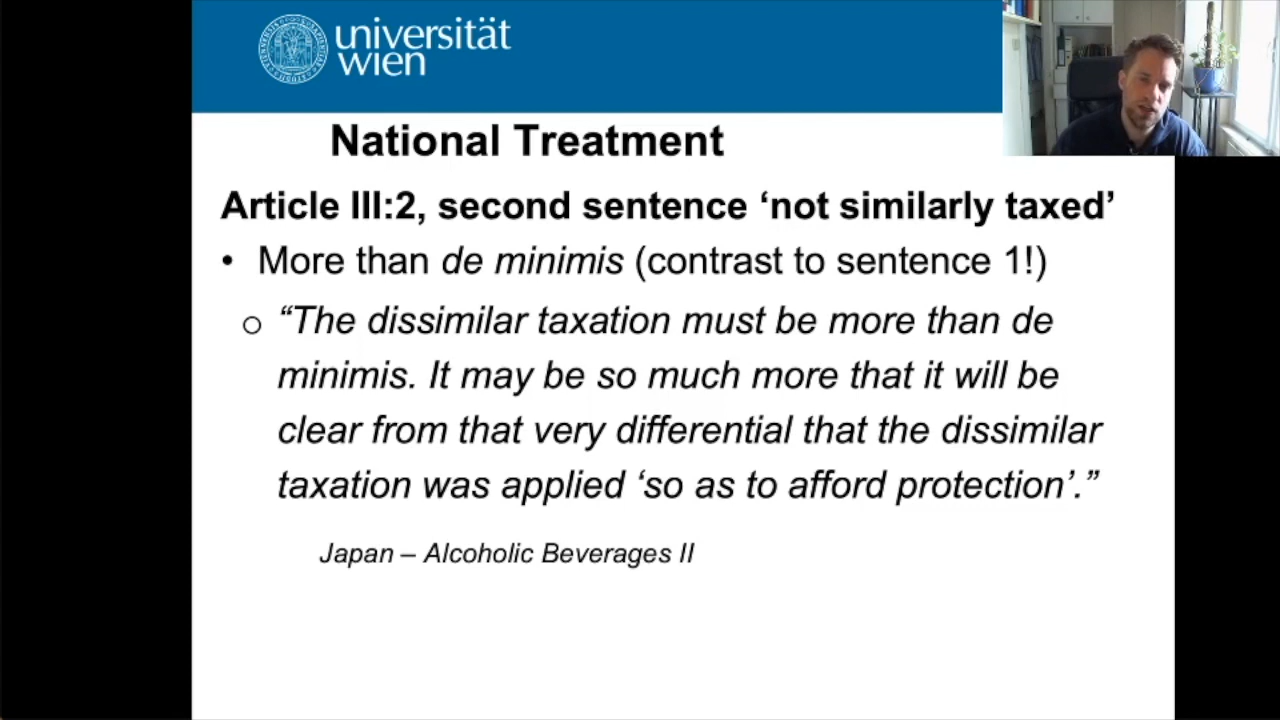 universität
wien
National Treatment
Article III:2, second sentence ‘not similarly taxed’
• More than de minimis (contrast to sentence 1!)
o “The dissimilar taxation must be more than de
minimis. It may be so much more that it will be
clear from that very differential that the dissimilar
taxation was applied ‘so as to afford protection’.”
Japan – Alcoholic Beverages II